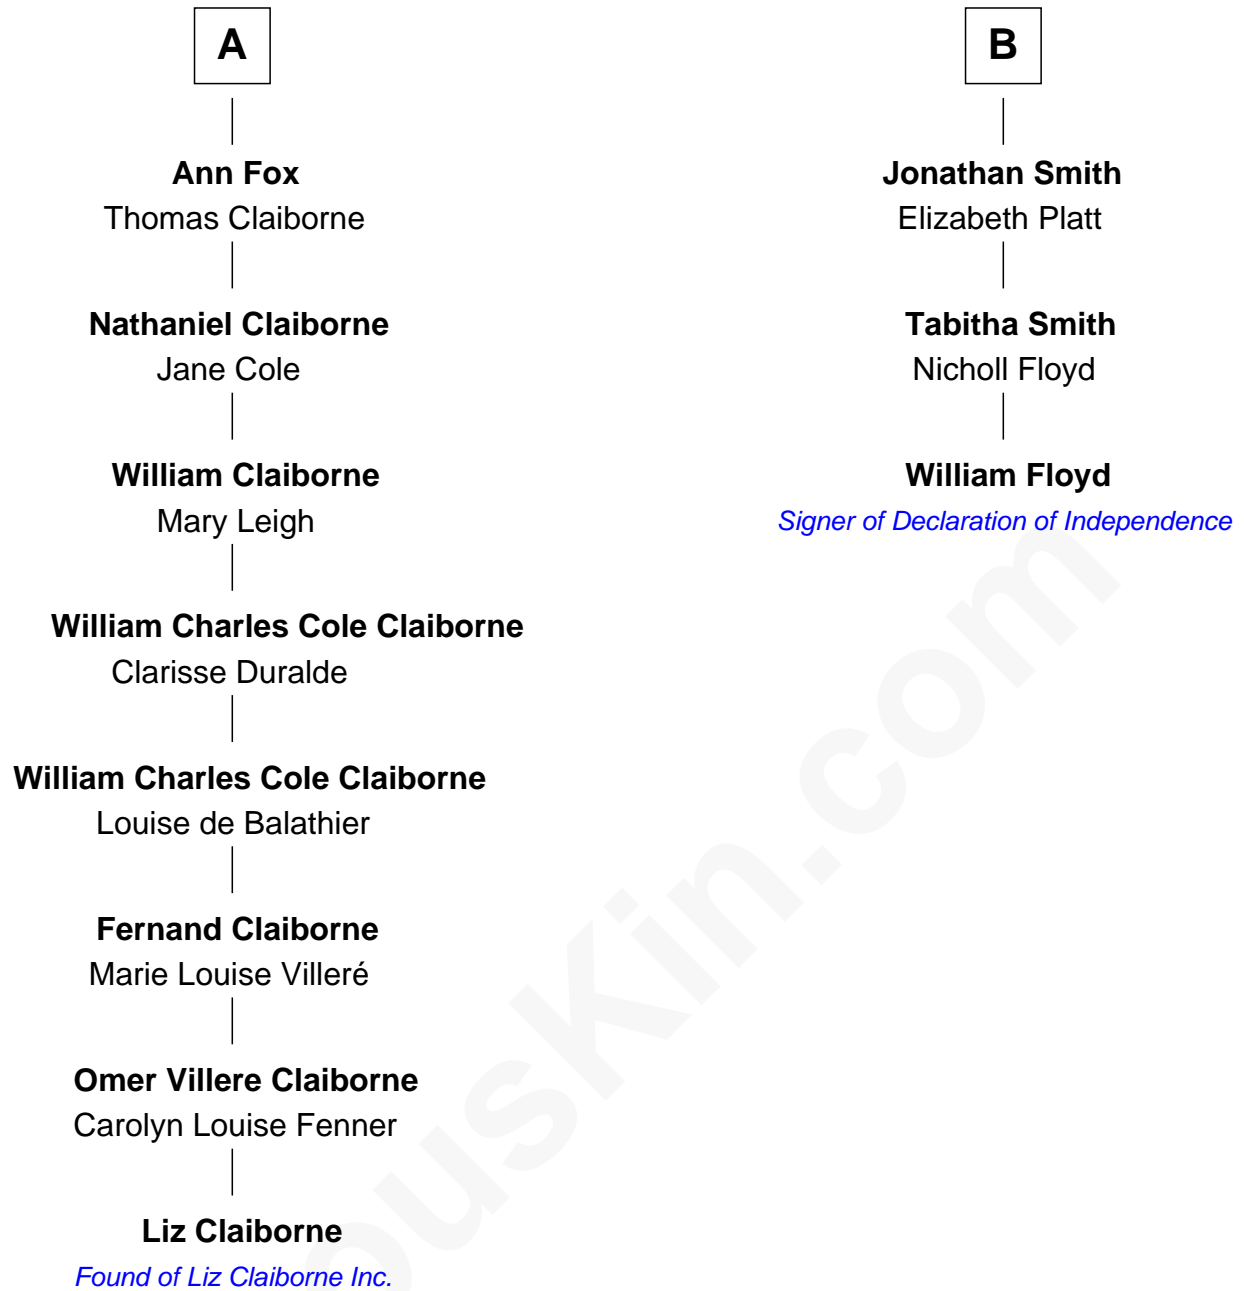 A
Ann Fox
Thomas Claiborne
Nathaniel Claiborne
Jane Cole
William Claiborne
Mary Leigh
William Charles Cole Claiborne
Clarisse Duralde
William Charles Cole Claiborne
Louise de Balathier
Fernand Claiborne
Marie Louise Villeré
Omer Villere Claiborne
Carolyn Louise Fenner
Liz Claiborne
Found of Liz Claiborne Inc.
B
Jonathan Smith
Elizabeth Platt
Tabitha Smith
Nicholl Floyd
William Floyd
Signer of Declaration of Independence
ousKin.com